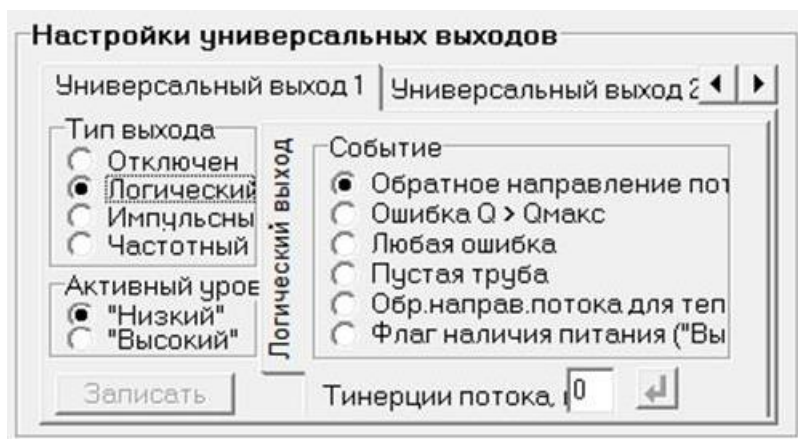 Настройки универсальных выходов
Универсальный выход 1
Универсальный выход 2
Тип выхода
Отключен
Логический
Импульсны
Частотный
Активный уров
"Низкий"
"Высокий"
Записать
Логический выход
Событие
Обратное направление пот
Ошибка Q > Qмакс
Любая ошибка
Пустая труба
Обр.направ.потока для теп
Флаг наличия питания ("Вы
Тинерции потока, 0